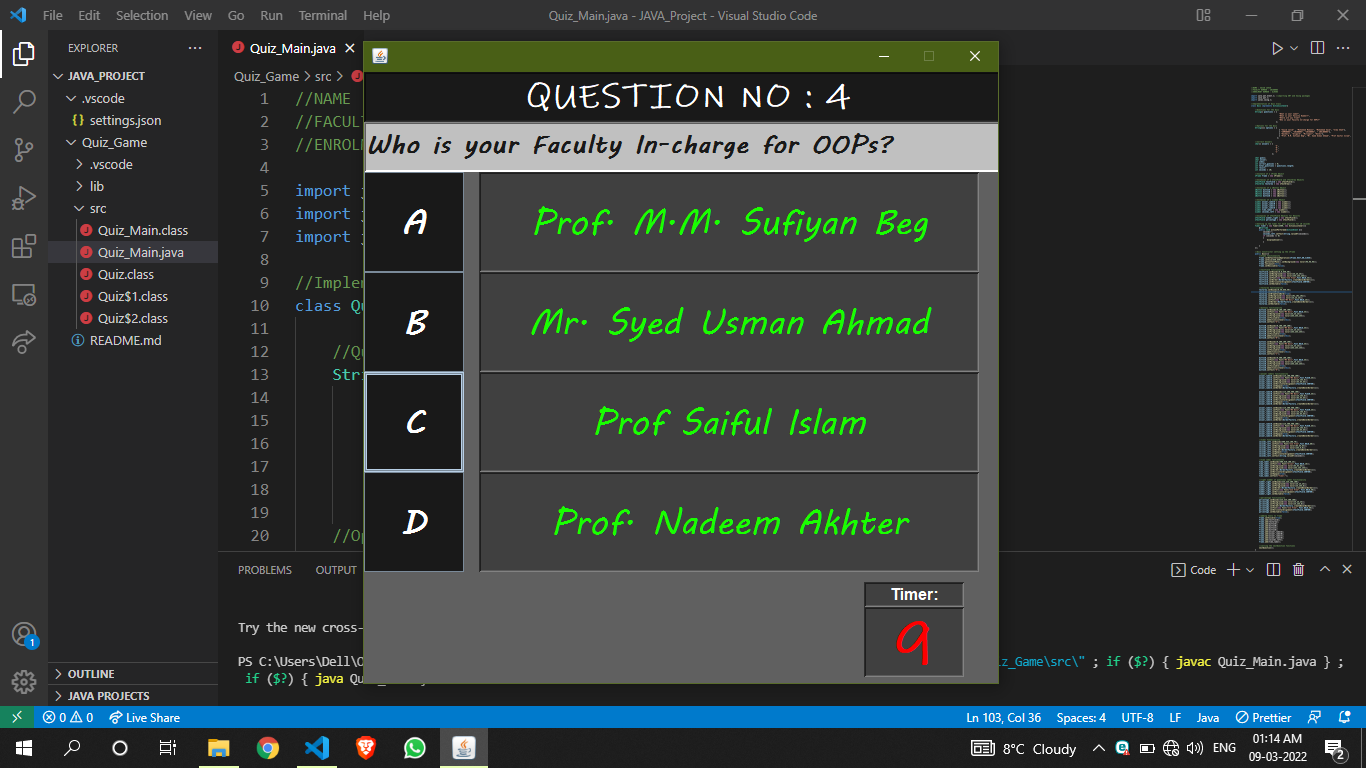 File Edit Selection View Go Run Terminal Help
Quiz_Main.java - JAVA_Project - Visual Studio Code
EXPLORER
JAVA_PROJECT
.vscode
{} settings.json
Quiz_Game
.vscode
lib
src
Quiz_Main.class
Quiz_Main.java
Quiz.class
Quiz$1.class
Quiz$2.class
README.md
OUTLINE
JAVA PROJECTS
Quiz_Main.java
Quiz_Game > src >
1 //NAME
2 //FACULT
3 //ENROL
4
5 import j
6 import j
7 import j
8
9 //Implem
10 class Qu
11
12 //Qu
13 Stri
14
15
16
17
18
19
20 //Op
QUESTION NO : 4
Who is your Faculty In-charge for OOPs?
A Prof. M.M. Sufiyan Beg
B Mr. Syed Usman Ahmad
C Prof Saiful Islam
D Prof. Nadeem Akhter
Timer:
9
PROBLEMS OUTPUT
Code
Try the new cross-
PS C:\Users\Dell\O
z_Game\src\" ; if ($?) { javac Quiz_Main.java } ;
if ($?) { java Qu
1
0 0 Live Share
Ln 103, Col 36 Spaces: 4 UTF-8 LF Java Prettier
8°C Cloudy
ENG
01:14 AM
09-03-2022
2